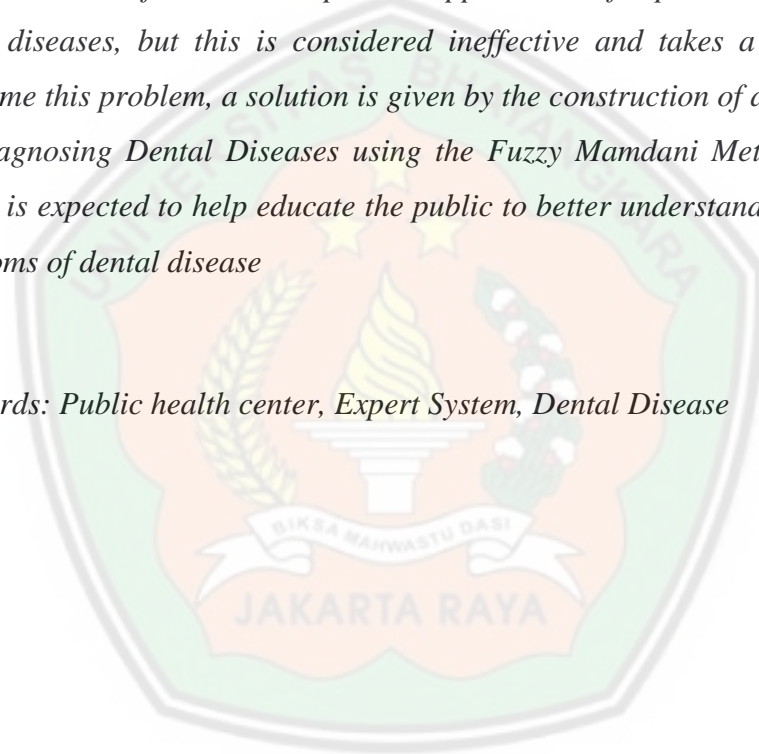 diseases, but this is considered ineffective and takes a
me this problem, a solution is given by the construction of a
agnosing Dental Diseases using the Fuzzy Mamdani Met
is expected to help educate the public to better understand
oms of dental disease
rds: Public health center, Expert System, Dental Disease
UNIVERSITAS BHAYANGKARA
BIKSA MAHWASTU DASI
JAKARTA RAYA